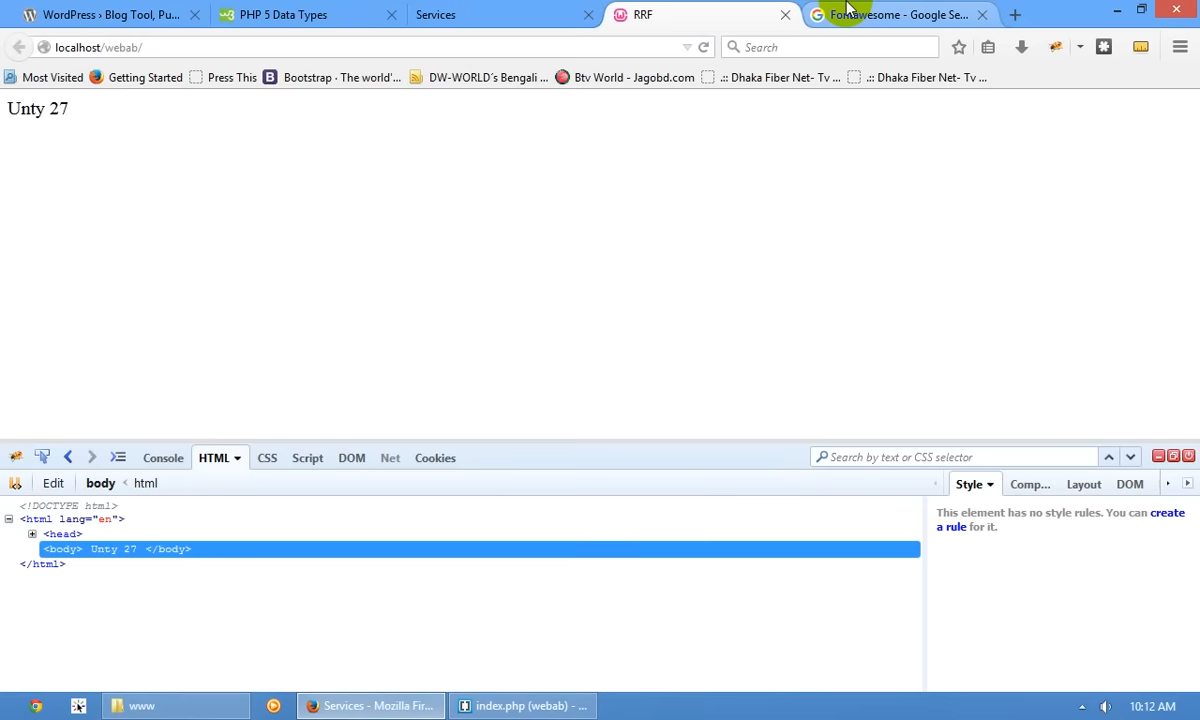 WordPress › Blog Tool, Pu...
PHP 5 Data Types
Services
RRF
Fontawesome - Google Se...
localhost/webab/
Search
Most Visited
Getting Started
Press This
Bootstrap · The world'...
DW-WORLD´s Bengali ...
Btv World - Jagobd.com
.:: Dhaka Fiber Net- Tv ...
.:: Dhaka Fiber Net- Tv ...
Unty 27
Console
HTML
CSS
Script
DOM
Net
Cookies
Search by text or CSS selector
Edit
body < html
Style
Comp...
Layout
DOM
<!DOCTYPE html>
<html lang="en">
<head>
<body> Unty 27 </body>
</html>
This element has no style rules. You can create
a rule for it.
www
Services - Mozilla Fir...
index.php (webab) - ...
10:12 AM